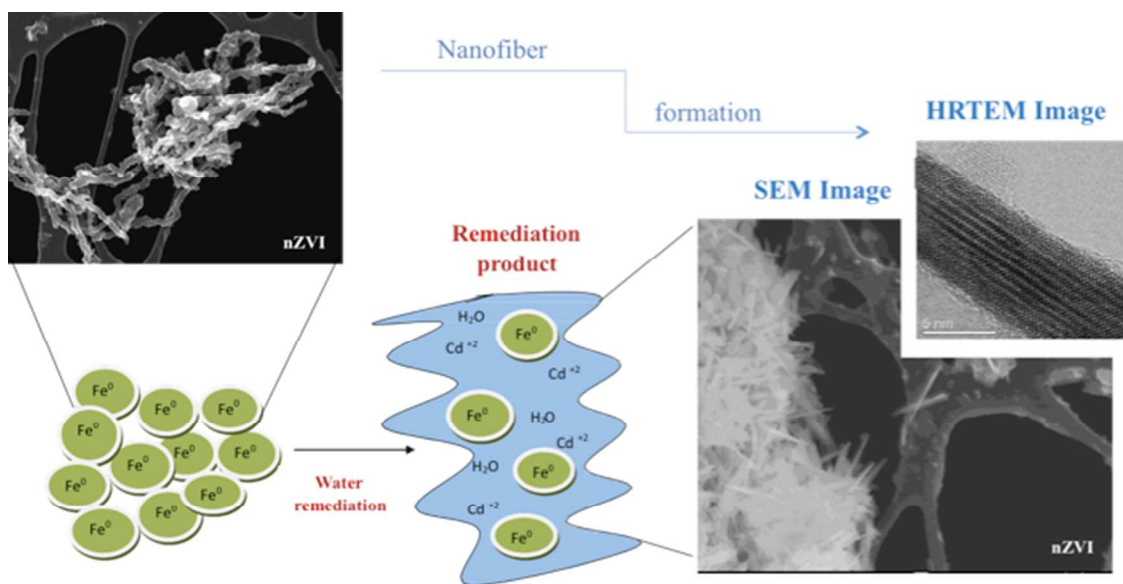 Nanofiber
formation
HRTEM Image
SEM Image
nZVI
Remediation
product
6 nm
H₂O
Fe⁰
Cd ⁺²
Cd ⁺²
Fe⁰
Fe⁰
Fe⁰
Fe⁰
Fe⁰
H₂O
Cd ⁺²
Fe⁰
Fe⁰
Fe⁰
Fe⁰
H₂O
Fe⁰
Fe⁰
Water
remediation
Fe⁰
Fe⁰
Cd ⁻²
Fe⁰
Fe⁰
nZVI